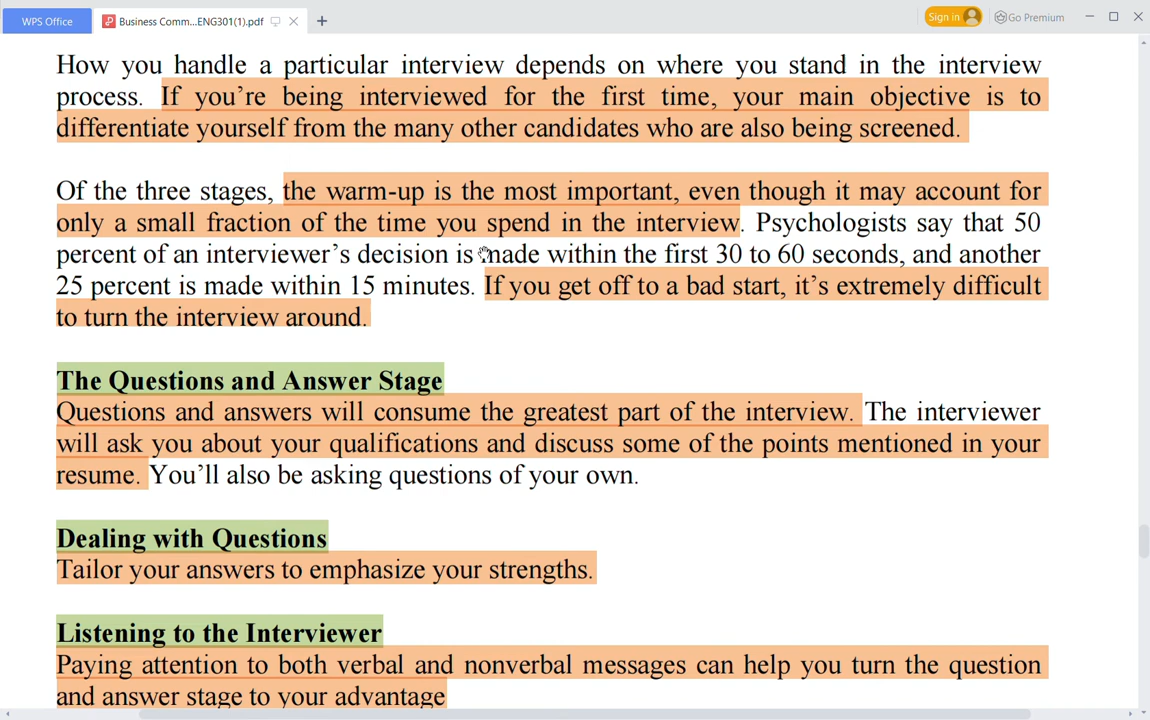 WPS Office
Business Comm...ENG301(1).pdf
Sign in
Go Premium
How you handle a particular interview depends on where you stand in the interview
process. If you're being interviewed for the first time, your main objective is to
differentiate yourself from the many other candidates who are also being screened.
Of the three stages, the warm-up is the most important, even though it may account for
only a small fraction of the time you spend in the interview. Psychologists say that 50
percent of an interviewer's decision is made within the first 30 to 60 seconds, and another
25 percent is made within 15 minutes. If you get off to a bad start, it's extremely difficult
to turn the interview around.
The Questions and Answer Stage
Questions and answers will consume the greatest part of the interview. The interviewer
will ask you about your qualifications and discuss some of the points mentioned in your
resume. You'll also be asking questions of your own.
Dealing with Questions
Tailor your answers to emphasize your strengths.
Listening to the Interviewer
Paying attention to both verbal and nonverbal messages can help you turn the question
and answer stage to your advantage